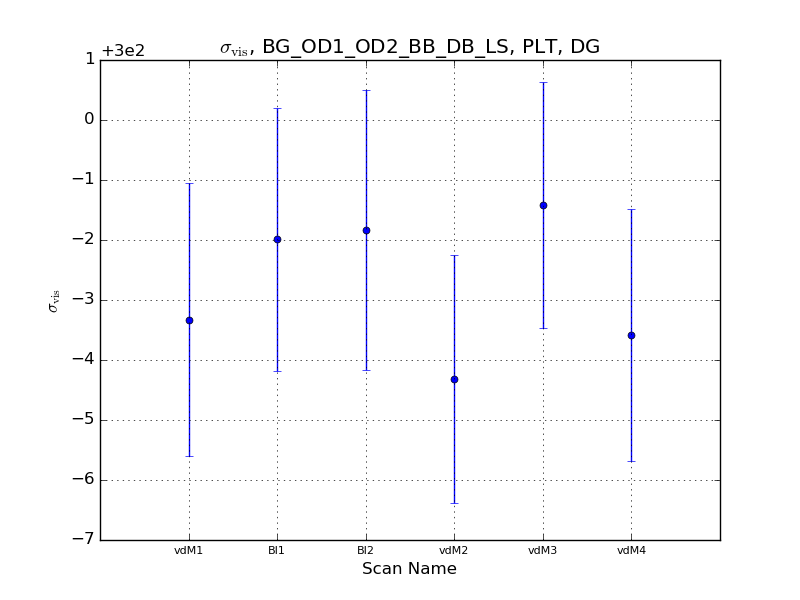 +3e2
σvis, BG_OD1_OD2_BB_DB_LS, PLT, DG
1
0
−1
−2
−3
−4
−5
−6
−7
σvis
vdM1 BI1 BI2 vdM2 vdM3 vdM4
Scan Name